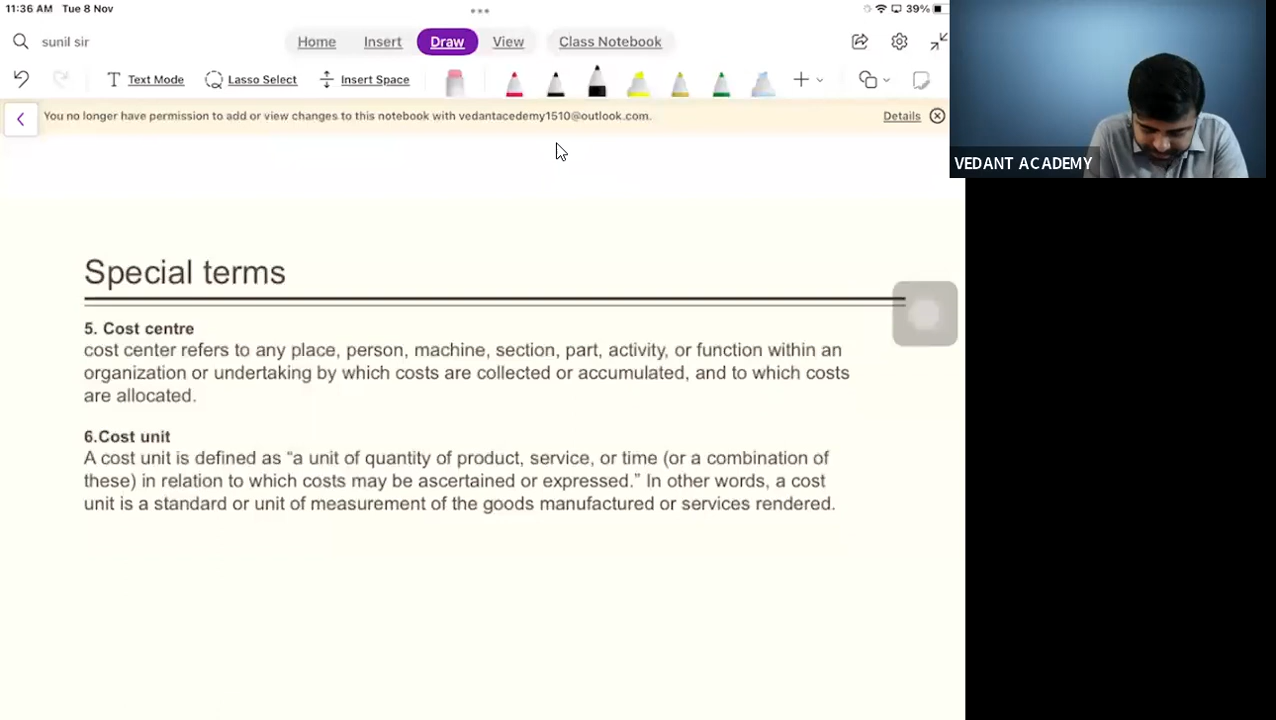 11:36 AM Tue 8 Nov
39%
sunil sir
Home Insert Draw View Class Notebook
Text Mode Lasso Select Insert Space
You no longer have permission to add or view changes to this notebook with vedantacedemy1510@outlook.com. Details
VEDANT ACADEMY
Special terms
5. Cost centre
cost center refers to any place, person, machine, section, part, activity, or function within an
organization or undertaking by which costs are collected or accumulated, and to which costs
are allocated.
6.Cost unit
A cost unit is defined as “a unit of quantity of product, service, or time (or a combination of
these) in relation to which costs may be ascertained or expressed.” In other words, a cost
unit is a standard or unit of measurement of the goods manufactured or services rendered.